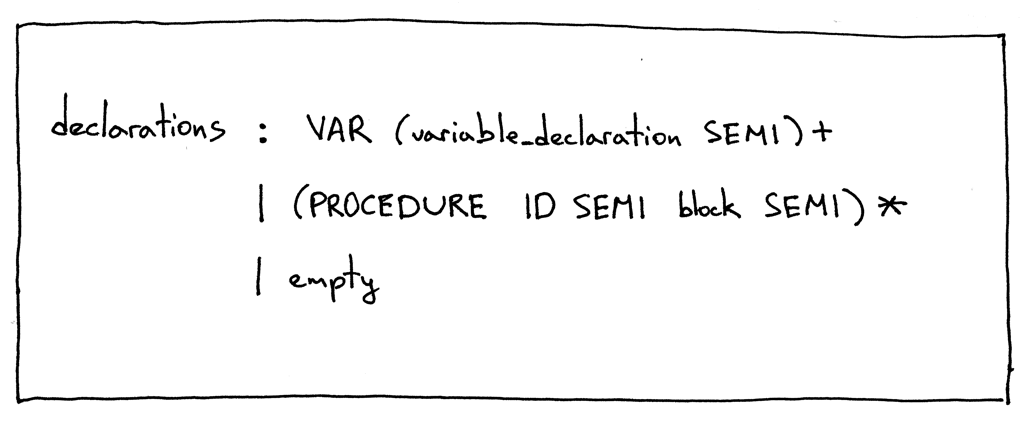 declarations : VAR (variable_declaration SEMI)+
| (PROCEDURE ID SEMI block SEMI)*
| empty